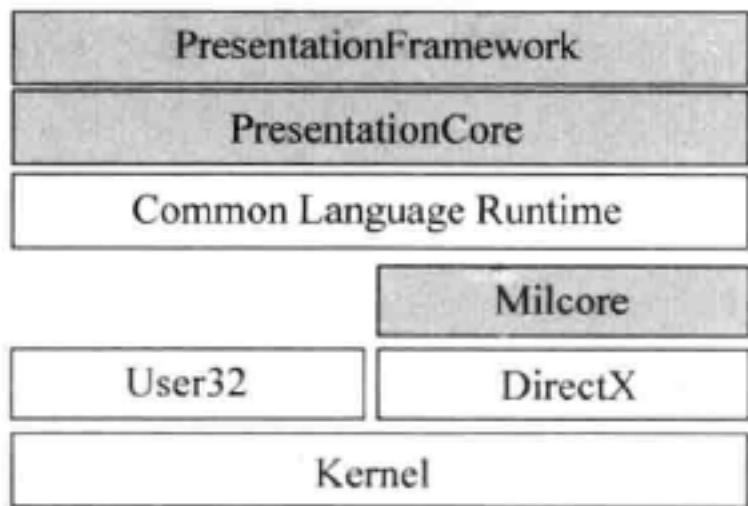 PresentationFramework
PresentationCore
Common Language Runtime
Milcore
User32
DirectX
Kernel